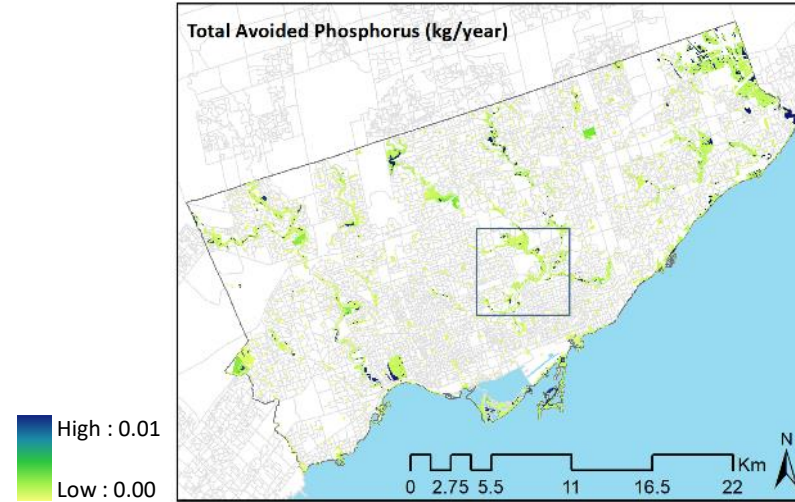 Total Avoided Phosphorus (kg/year)
High : 0.01
Low : 0.00
N
Km
0 2.75 5.5 11 16.5 22